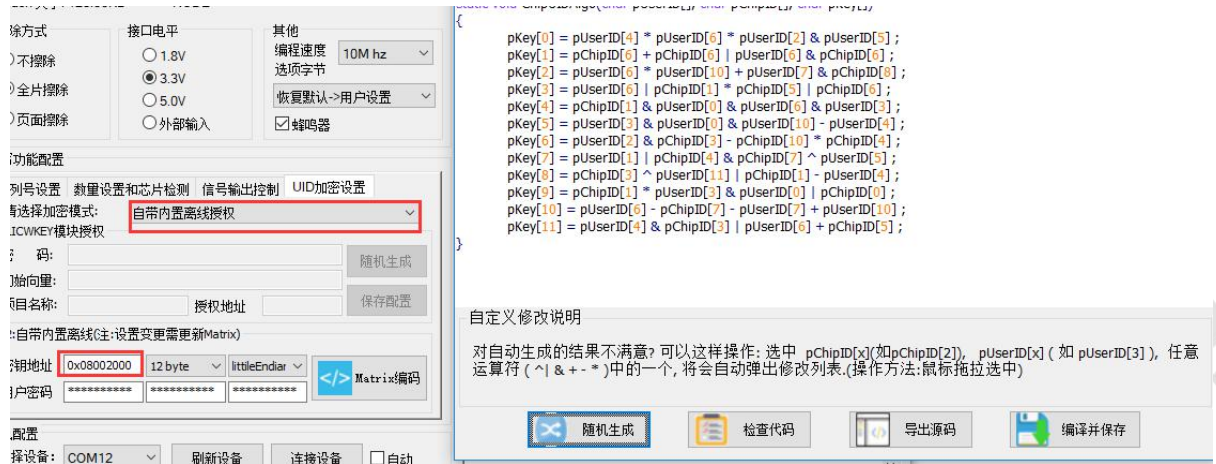 除方式
不擦除
全片擦除
页面擦除
接口电平
1.8V
3.3V
5.0V
外部输入
其他
编程速度 10M hz
选项字节
恢复默认->用户设置
蜂鸣器
功能配置
列号设置 数量设置和芯片检测 信号输出控制 UID加密设置
请选择加密模式: 自带内置离线授权
ICWKEY模块授权
码: 随机生成
初始向量:
项目名称: 授权地址 保存配置
:自带内置离线(注:设置变更需更新Matrix)
密钥地址 0x08002000 12 byte littleEndiar
</> Matrix编码
用户密码 ********** ********** **********
配置
择设备: COM12 刷新设备 连接设备 自动
{
pKey[0] = pUserID[4] * pUserID[6] * pUserID[2] & pUserID[5] ;
pKey[1] = pChipID[6] + pChipID[6] | pUserID[6] & pChipID[6] ;
pKey[2] = pUserID[6] * pUserID[10] + pUserID[7] & pChipID[8] ;
pKey[3] = pUserID[6] | pChipID[1] * pChipID[5] | pChipID[6] ;
pKey[4] = pChipID[1] & pUserID[0] & pUserID[6] & pUserID[3] ;
pKey[5] = pUserID[3] & pUserID[0] & pUserID[10] - pUserID[4] ;
pKey[6] = pUserID[2] & pChipID[3] - pChipID[10] * pChipID[4] ;
pKey[7] = pUserID[1] | pChipID[4] & pChipID[7] ^ pUserID[5] ;
pKey[8] = pChipID[3] ^ pUserID[11] | pChipID[1] - pUserID[4] ;
pKey[9] = pChipID[1] * pUserID[3] & pUserID[0] | pChipID[0] ;
pKey[10] = pUserID[6] - pChipID[7] - pUserID[7] + pUserID[10] ;
pKey[11] = pUserID[4] & pChipID[3] | pUserID[6] + pChipID[5] ;
}
自定义修改说明
对自动生成的结果不满意? 可以这样操作: 选中 pChipID[x](如pChipID[2]), pUserID[x] ( 如 pUserID[3] ), 任意
运算符 ( ^| & + - * )中的一个, 将会自动弹出修改列表.(操作方法:鼠标拖拉选中)
随机生成 检查代码 导出源码 编译并保存